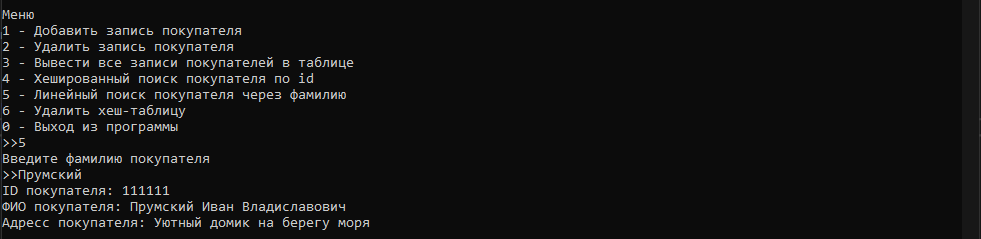 Меню
1 - Добавить запись покупателя
2 - Удалить запись покупателя
3 - Вывести все записи покупателей в таблице
4 - Хешированный поиск покупателя по id
5 - Линейный поиск покупателя через фамилию
6 - Удалить хеш-таблицу
0 - Выход из программы
>>5
Введите фамилию покупателя
>>Прумский
ID покупателя: 111111
ФИО покупателя: Прумский Иван Владиславович
Адресс покупателя: Уютный домик на берегу моря